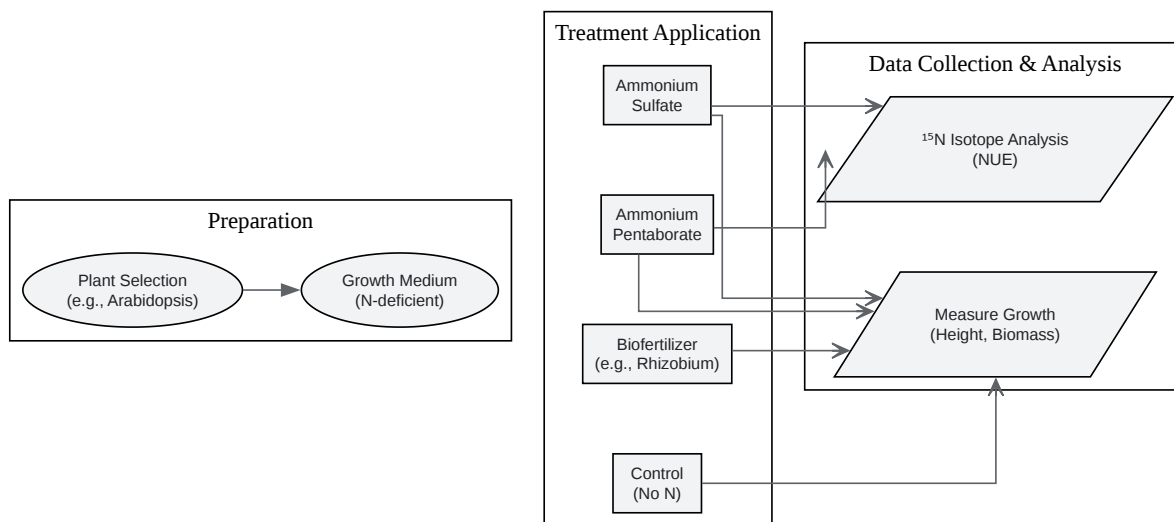 Preparation
Plant Selection
(e.g., Arabidopsis)
Growth Medium
(N-deficient)
Treatment Application
Ammonium
Sulfate
Ammonium
Pentaborate
Biofertilizer
(e.g., Rhizobium)
Control
(No N)
Data Collection & Analysis
¹⁵N Isotope Analysis
(NUE)
Measure Growth
(Height, Biomass)